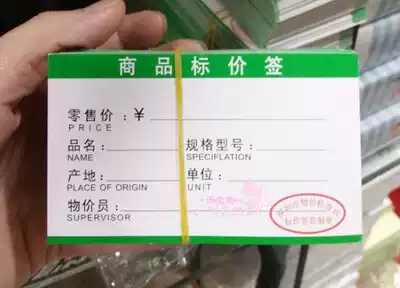 商品标价签
零售价：￥
PRICE
品名： 规格型号：
NAME SPECIFLATION
产地： 单位：
PLACE OF ORIGIN UNIT
物价员：
SUPERVISOR